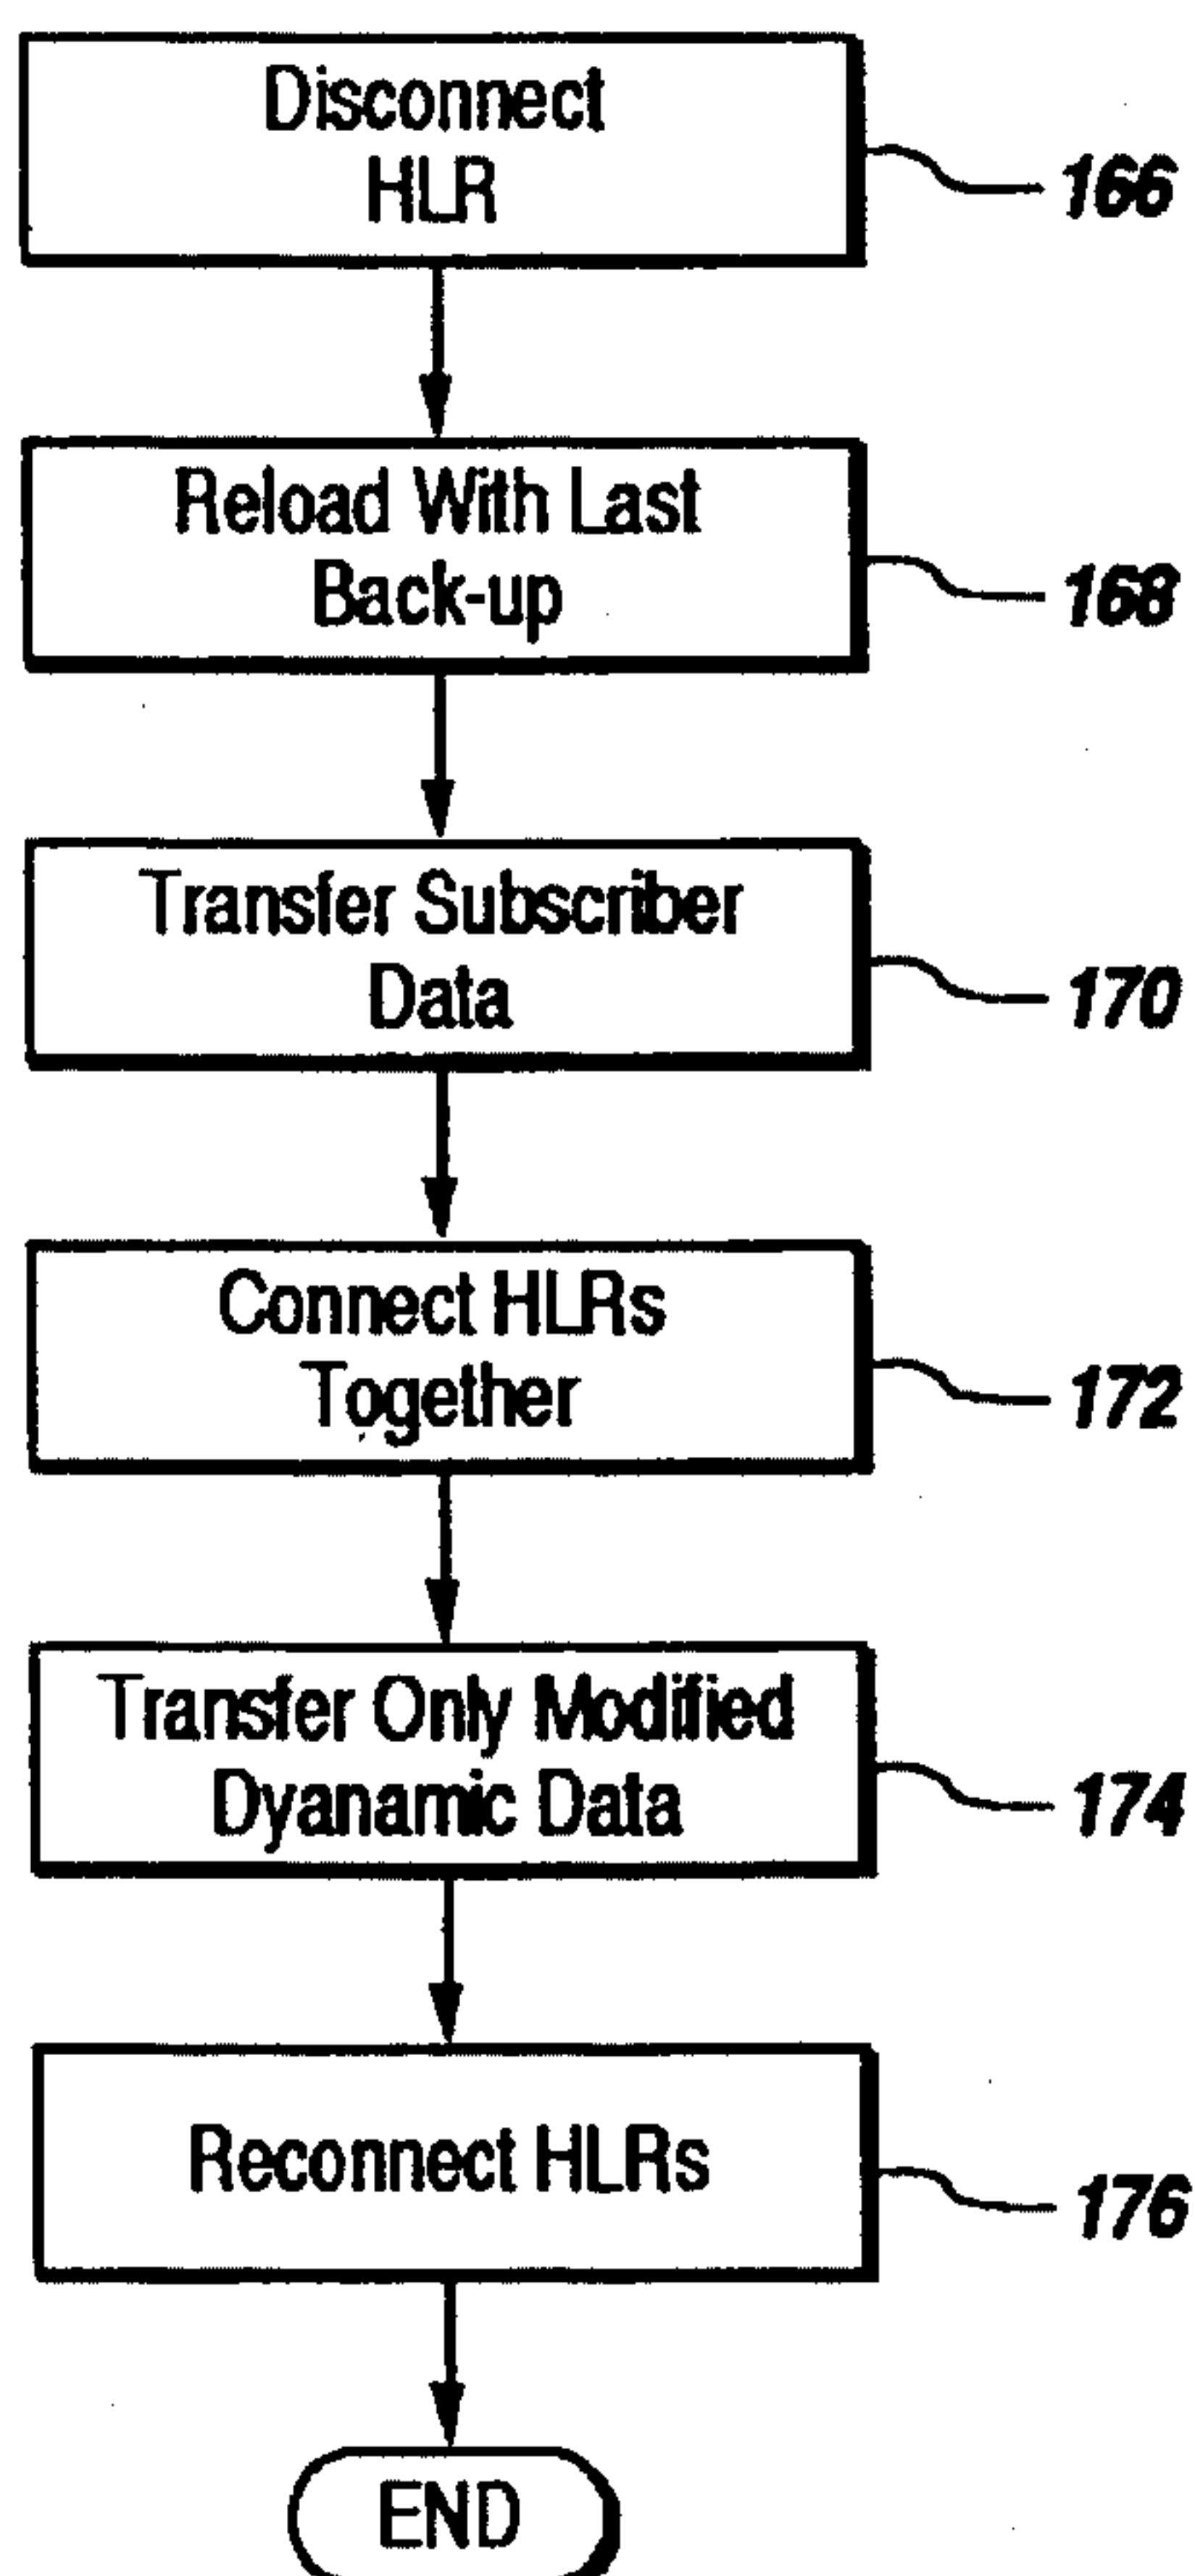 Disconnect
HLR
166
Reload With Last
Back-up
168
Transfer Subscriber
Data
170
Connect HLRs
Together
172
Transfer Only Modified
Dyanamic Data
174
Reconnect HLRs
176
END